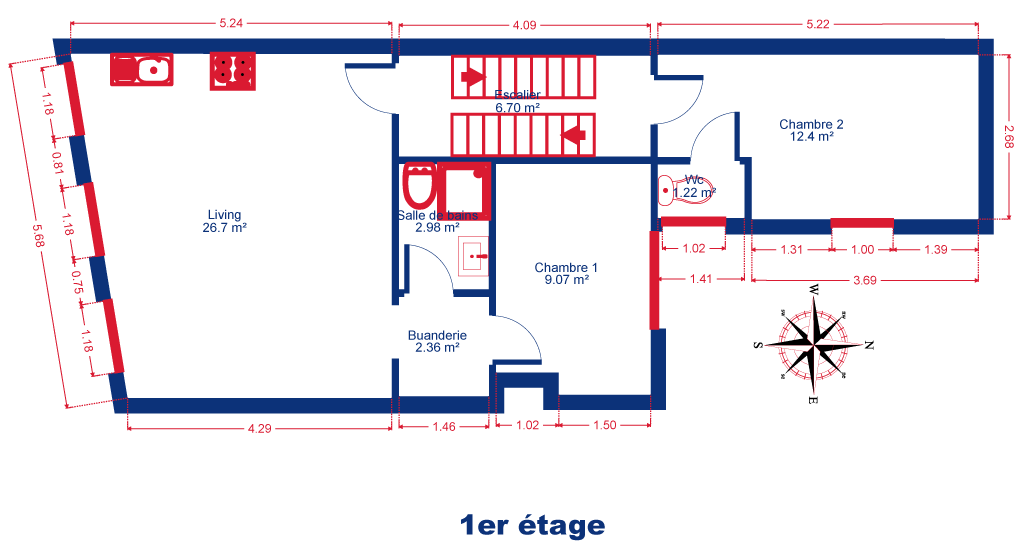 5.24
4.09
5.22
Escalier
6.70 m²
Chambre 2
12.4 m²
2.68
1.18
0.81
1.18
5.68
0.75
1.18
Living
26.7 m²
Salle de bains
2.98 m²
Wc
1.22 m²
1.02
1.31
1.00
1.39
1.41
3.69
Chambre 1
9.07 m²
Buanderie
2.36 m²
W
S
N
E
4.29
1.46
1.02
1.50
1er étage